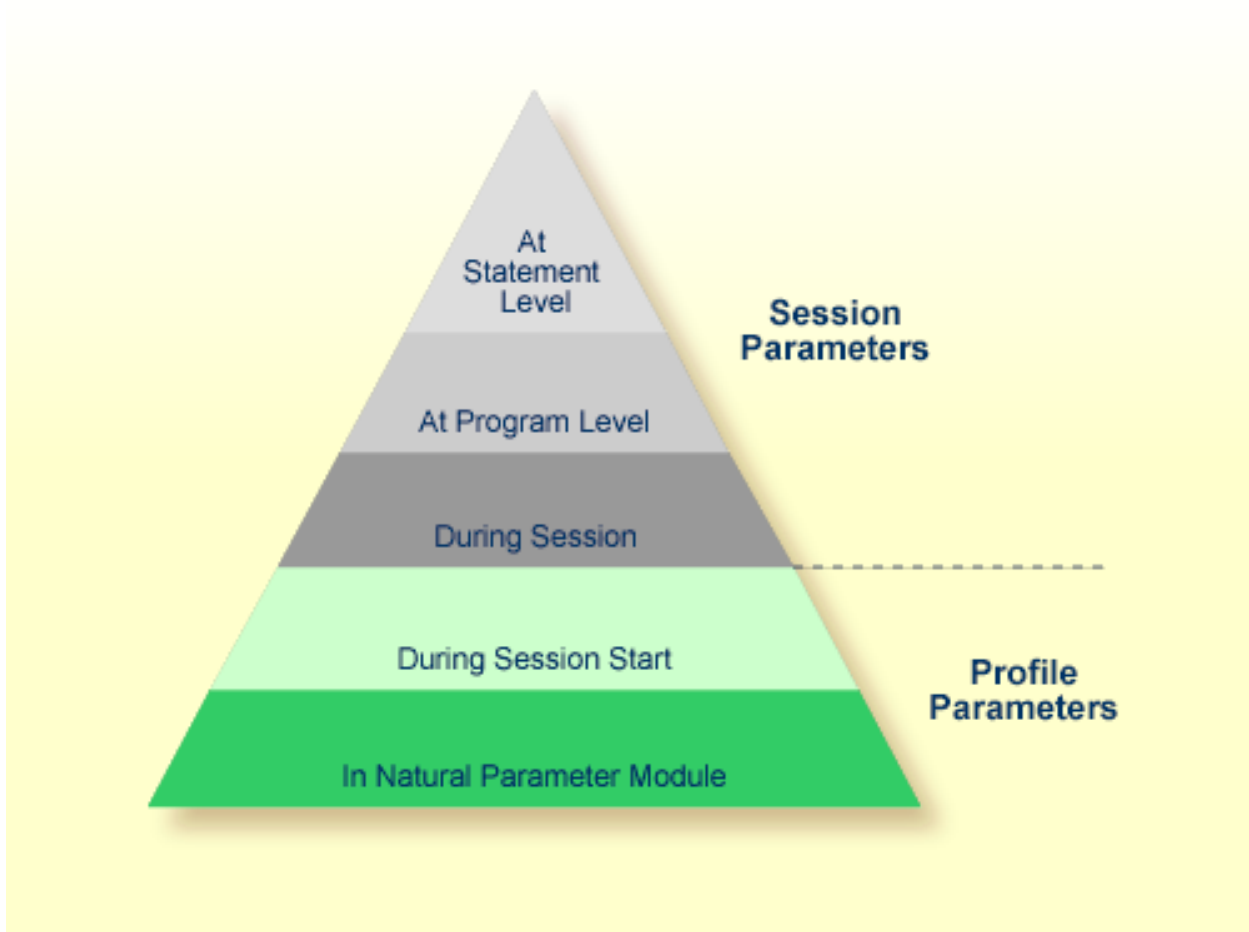 At
Statement
Level
Session
Parameters
At Program Level
During Session
During Session Start
Profile
Parameters
In Natural Parameter Module